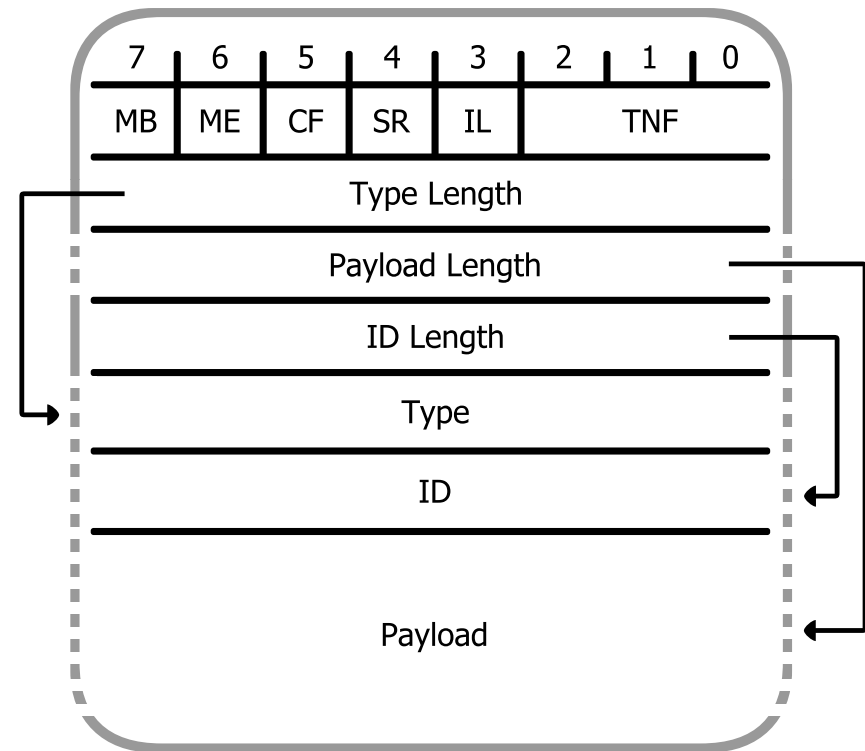 7 6 5 4 3 2 1 0
MB ME CF SR IL TNF
Type Length
Payload Length
ID Length
Type
ID
Payload